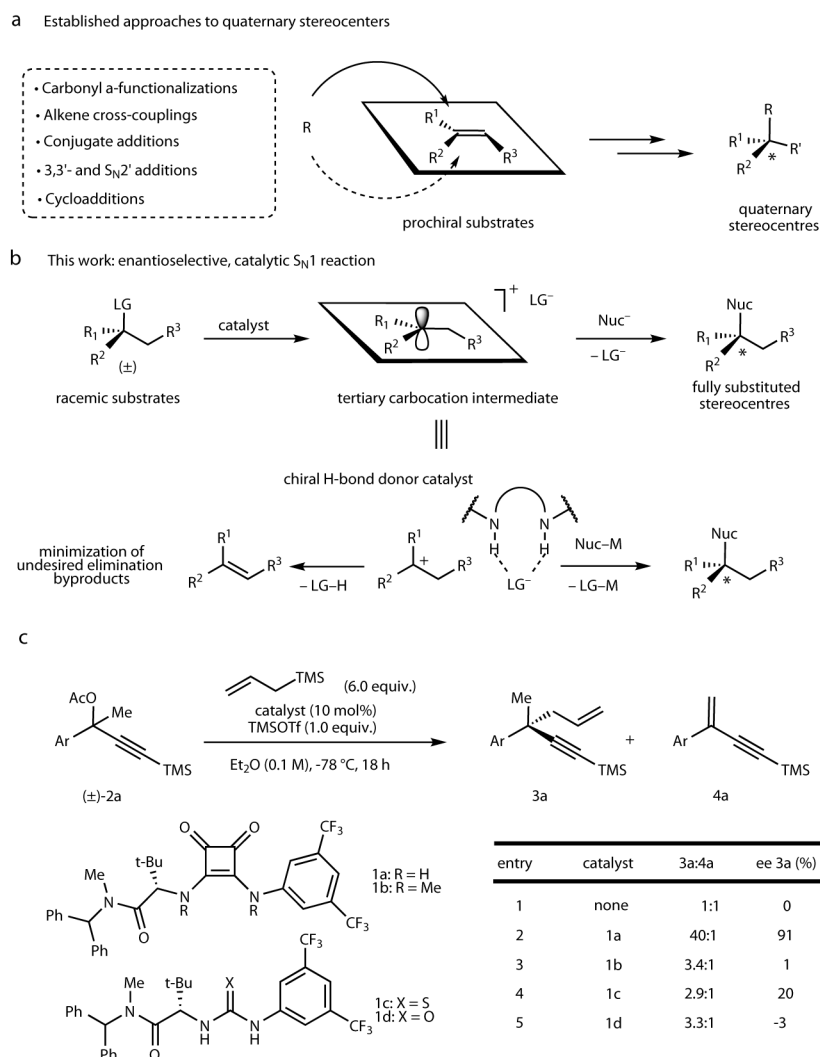 a Established approaches to quaternary stereocenters
• Carbonyl a-functionalizations
• Alkene cross-couplings
• Conjugate additions
• 3,3'- and SN2' additions
• Cycloadditions
R
R1
R2
R3
prochiral substrates
R
R1
R'
R2
*
quaternary
stereocentres
b This work: enantioselective, catalytic SN1 reaction
LG
R1
R3
R2
(±)
racemic substrates
catalyst
R1
R2
R3
+
LG−
tertiary carbocation intermediate
Nuc−
− LG−
Nuc
R1
R3
R2
*
fully substituted
stereocentres
chiral H-bond donor catalyst
minimization of
undesired elimination
byproducts
R1
R3
R2
− LG–H
R1
+
R3
R2
N
N
H
H
LG−
Nuc–M
− LG–M
Nuc
R1
R3
R2
*
c
AcO
Me
Ar
TMS
(±)-2a
TMS
(6.0 equiv.)
catalyst (10 mol%)
TMSOTf (1.0 equiv.)
Et2O (0.1 M), -78 °C, 18 h
Me
Ar
TMS
3a
+
Ar
TMS
4a
O
O
CF3
t-Bu
Me
N
N
N
R
R
Ph
Ph
O
CF3
1a: R = H
1b: R = Me
CF3
t-Bu
X
Me
N
N
H
N
H
Ph
Ph
O
CF3
1c: X = S
1d: X = O
entry catalyst 3a:4a ee 3a (%)
1 none 1:1 0
2 1a 40:1 91
3 1b 3.4:1 1
4 1c 2.9:1 20
5 1d 3.3:1 -3